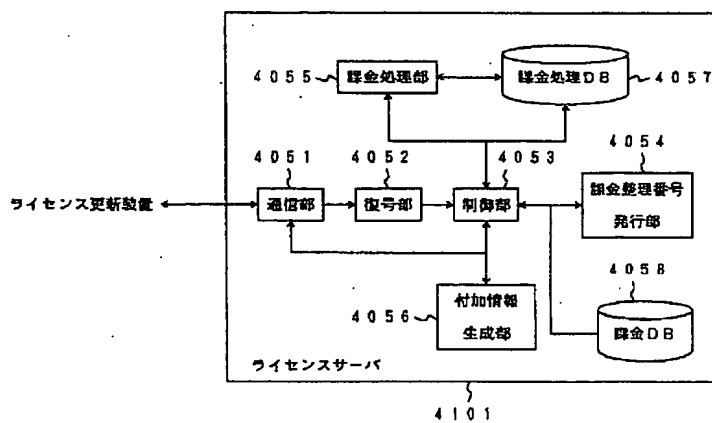 4055
課金処理部
課金処理DB
4057
4051
4052
4053
4054
ライセンス更新装置
通信部
復号部
制御部
課金整理番号
発行部
4056
付加情報
生成部
4058
課金DB
ライセンスサーバ
4101